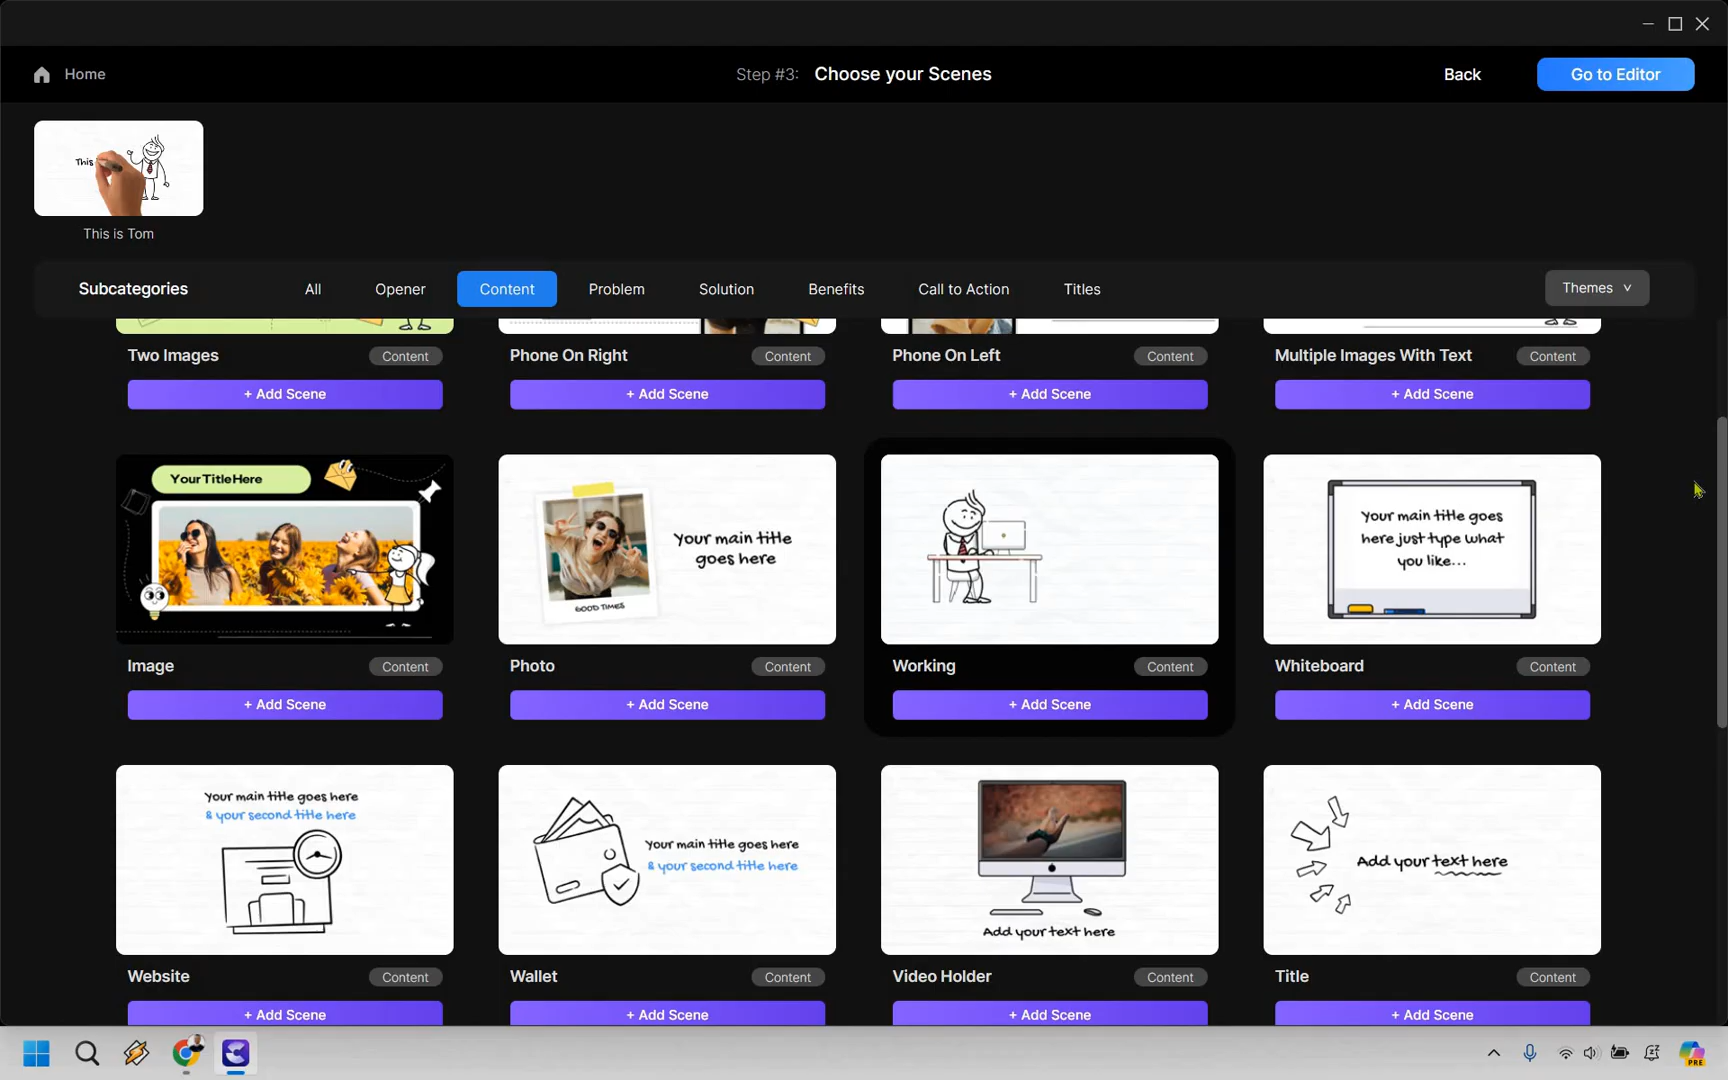 Home
Step #3: Choose your Scenes
Back
Go to Editor
This
This is Tom
Subcategories
All
Opener
Content
Problem
Solution
Benefits
Call to Action
Titles
Themes
Two Images
Content
Phone On Right
Content
Phone On Left
Content
Multiple Images With Text
Content
+ Add Scene
+ Add Scene
+ Add Scene
+ Add Scene
Your Title Here
GOOD TIMES
Your main title
goes here
Your main title goes
here just type what
you like...
Image
Content
Photo
Content
Working
Content
Whiteboard
Content
+ Add Scene
+ Add Scene
+ Add Scene
+ Add Scene
Your main title goes here
& your second title here
Your main title goes here
& your second title here
Add your text here
Add your text here
Website
Content
Wallet
Content
Video Holder
Content
Title
Content
+ Add Scene
+ Add Scene
+ Add Scene
+ Add Scene
PRE